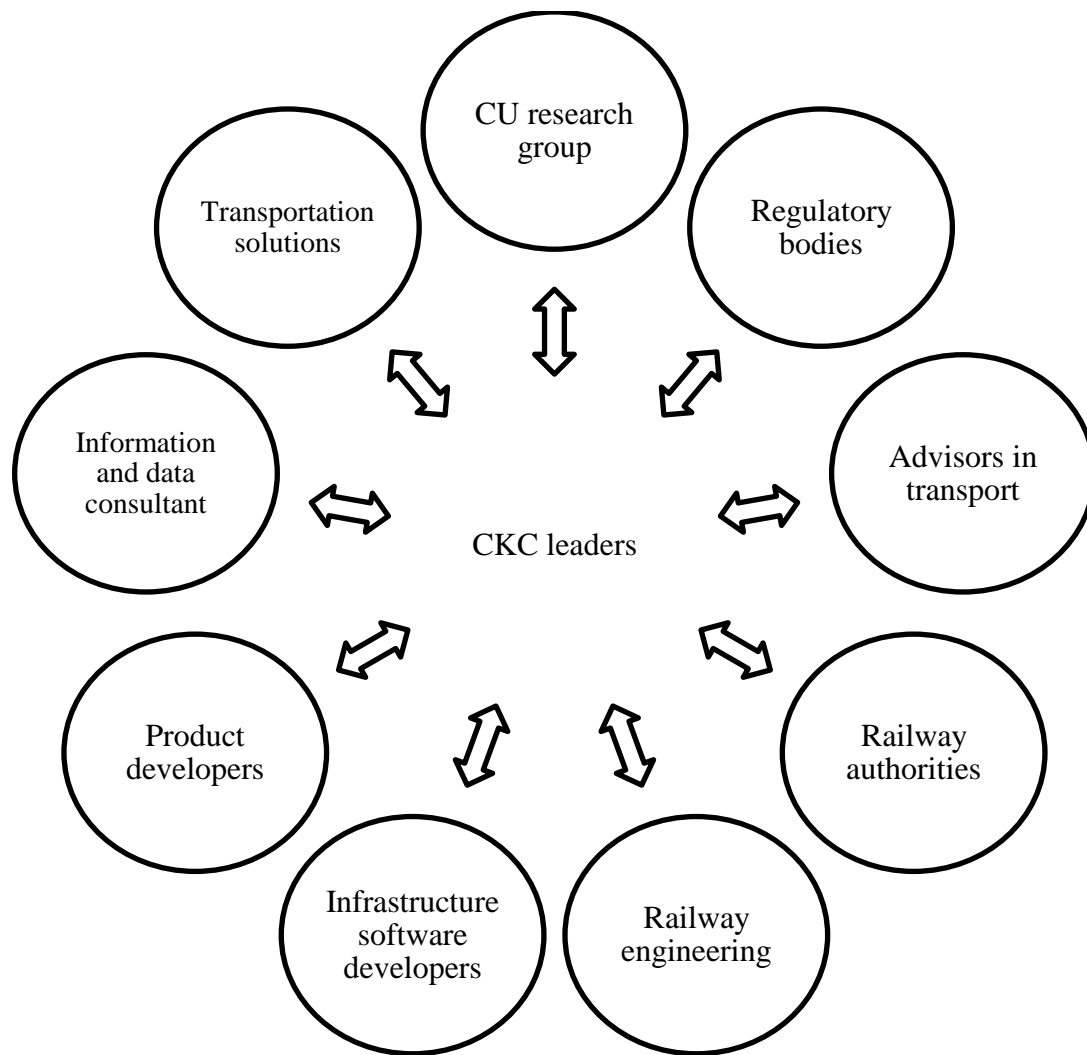 CU research
group
Regulatory
bodies
Advisors in
transport
Railway
authorities
Railway
engineering
Infrastructure
software
developers
Product
developers
Information
and data
consultant
Transportation
solutions
CKC leaders